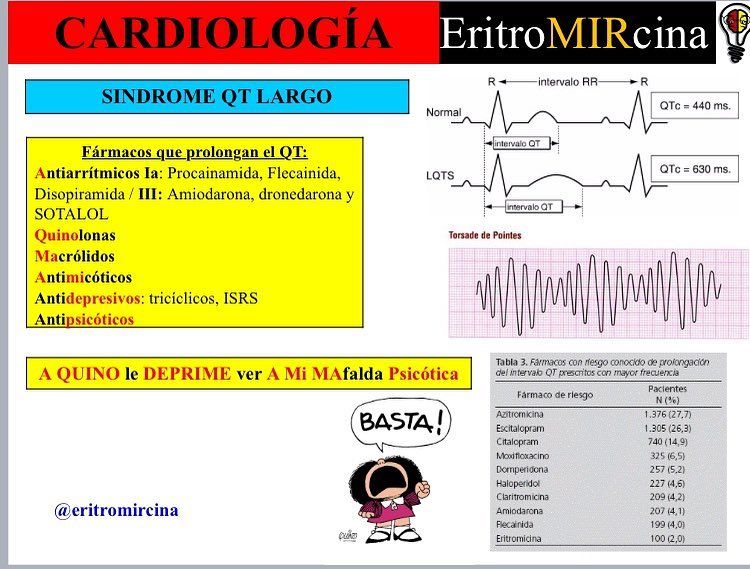 CARDIOLOGÍA
EritroMIRcina
SINDROME QT LARGO
Fármacos que prolongan el QT:
Antiarrítmicos Ia: Procainamida, Flecainida,
Disopiramida / III: Amiodarona, dronedarona y
SOTALOL
Quinolonas
Macrólidos
Antimicóticos
Antidepresivos: tricíclicos, ISRS
Antipsicóticos
A QUINO le DEPRIME ver A Mi MAfalda Psicótica
BASTA!
QUINO
@eritromircina
R intervalo RR R
Normal
QTc = 440 ms.
intervalo QT
LQTS
QTc = 630 ms.
intervalo QT
Torsade de Pointes
Tabla 3. Fármacos con riesgo conocido de prolongación
del intervalo QT prescritos con mayor frecuencia
Fármaco de riesgo Pacientes
N (%)
Azitromicina 1.376 (27,7)
Escitalopram 1.305 (26,3)
Citalopram 740 (14,9)
Moxifloxacino 325 (6,5)
Domperidona 257 (5,2)
Haloperidol 227 (4,6)
Claritromicina 209 (4,2)
Amiodarona 207 (4,1)
Flecainida 199 (4,0)
Eritromicina 100 (2,0)